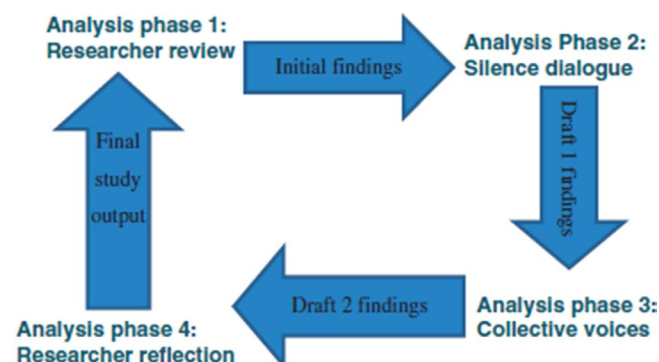 Analysis phase 1:
Researcher review
Initial findings
Analysis Phase 2:
Silence dialogue
Draft 1 findings
Analysis phase 3:
Collective voices
Draft 2 findings
Analysis phase 4:
Researcher reflection
Final
study
output